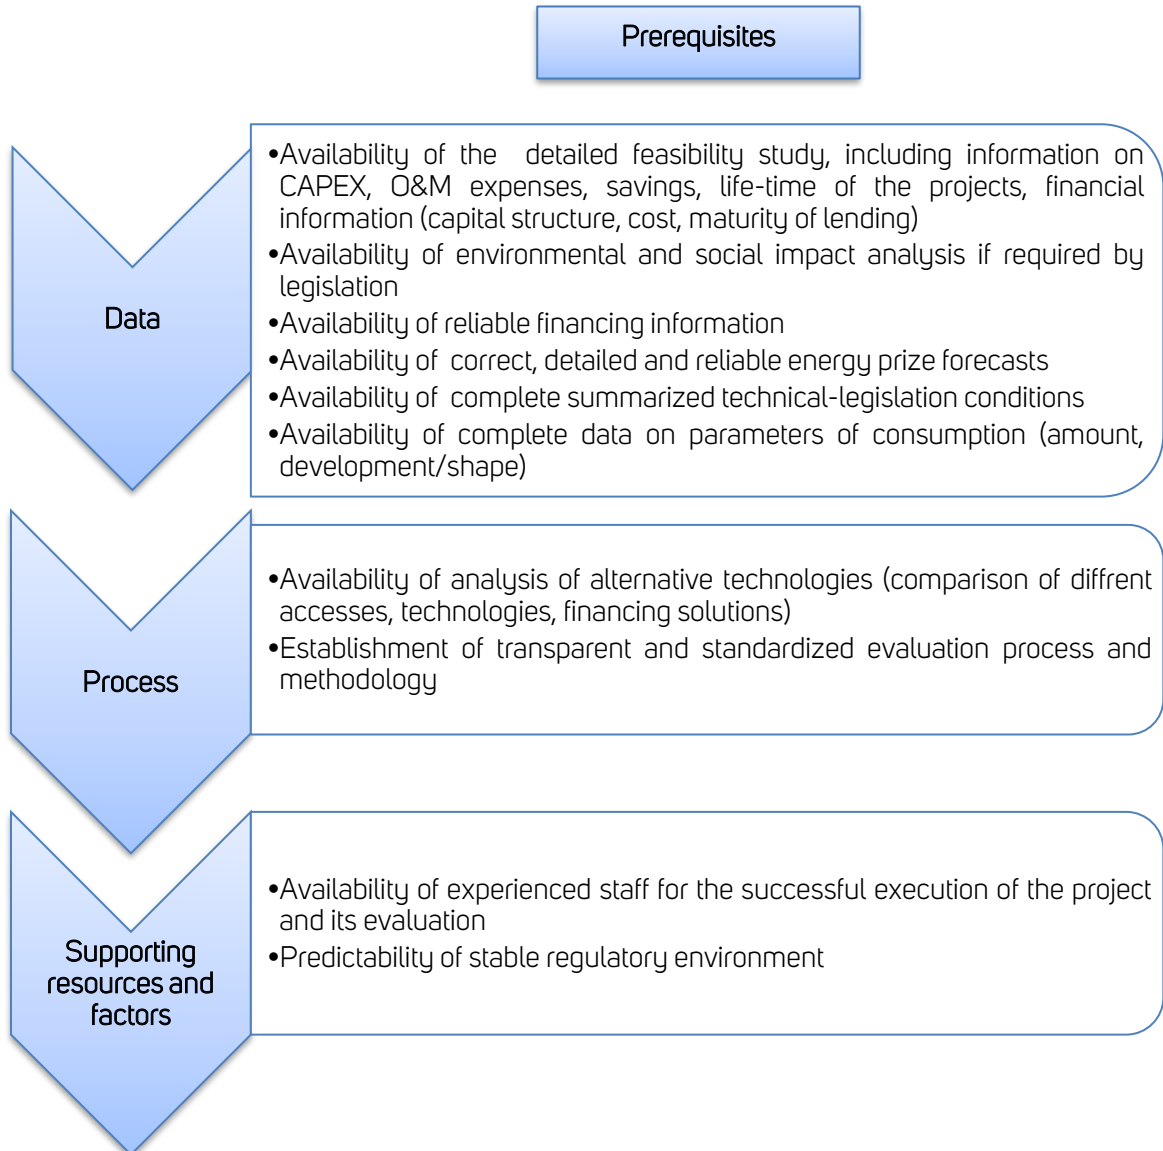 Prerequisites
Data
•Availability of the detailed feasibility study, including information on
CAPEX, O&M expenses, savings, life-time of the projects, financial
information (capital structure, cost, maturity of lending)
•Availability of environmental and social impact analysis if required by
legislation
•Availability of reliable financing information
•Availability of correct, detailed and reliable energy prize forecasts
•Availability of complete summarized technical-legislation conditions
•Availability of complete data on parameters of consumption (amount,
development/shape)
Process
•Availability of analysis of alternative technologies (comparison of diffrent
accesses, technologies, financing solutions)
•Establishment of transparent and standardized evaluation process and
methodology
Supporting
resources and
factors
•Availability of experienced staff for the successful execution of the project
and its evaluation
•Predictability of stable regulatory environment